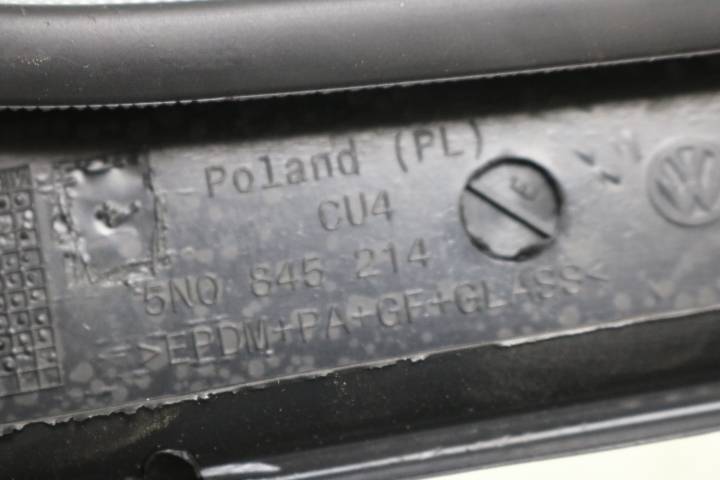 Poland (PL)
CU4
E
5N0 845 214
>EPDM+PA+GF+GLASS<